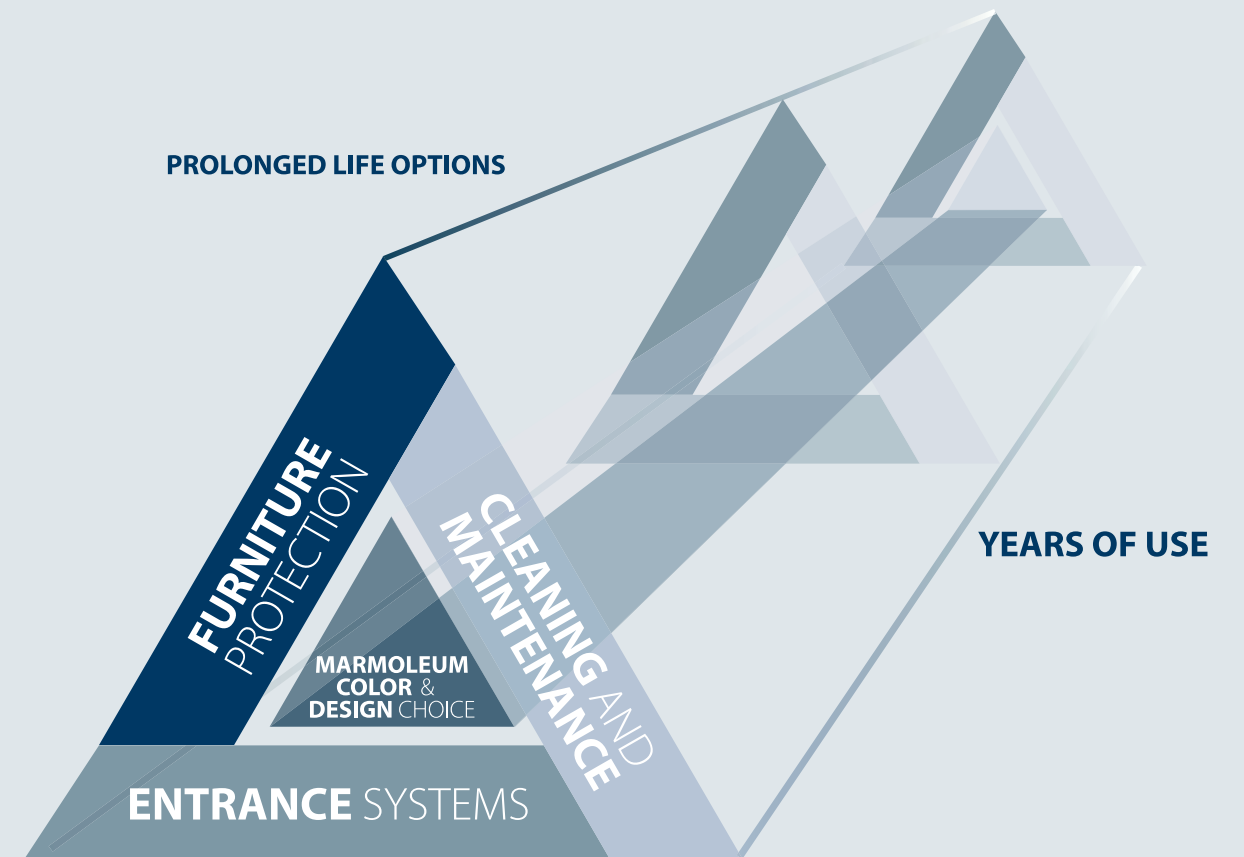 PROLONGED LIFE OPTIONS
FURNITURE
PROTECTION
CLEANING AND
MAINTENANCE
YEARS OF USE
MARMOLEUM
COLOR &
DESIGN CHOICE
ENTRANCE SYSTEMS